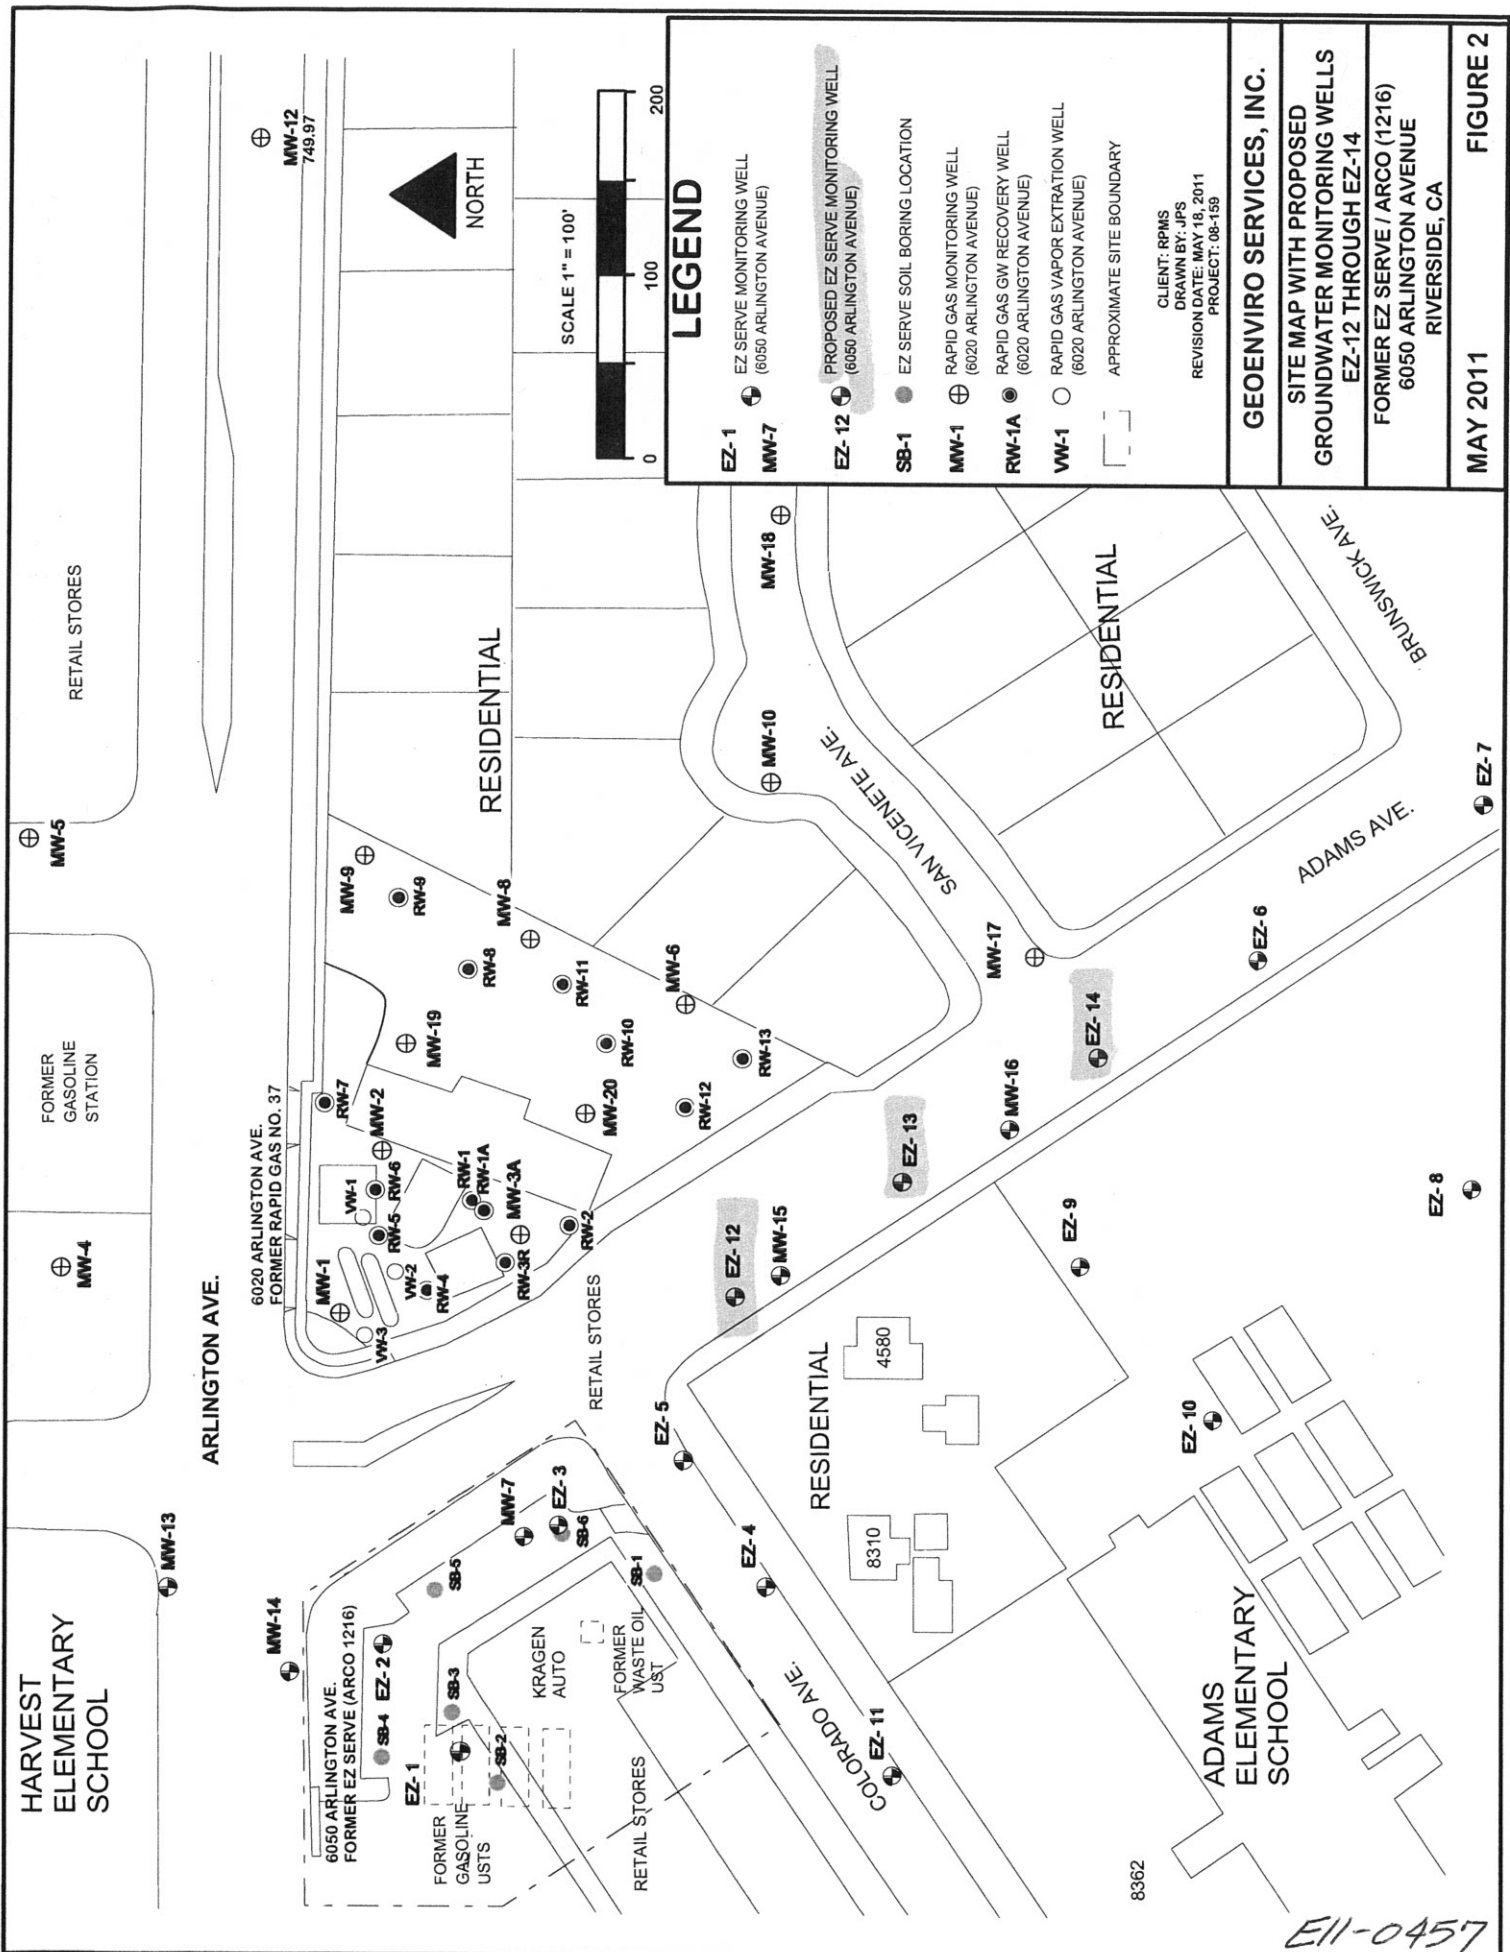 HARVEST
ELEMENTARY
SCHOOL
MW-13
MW-14
ARLINGTON AVE.
MW-4
FORMER
GASOLINE
STATION
MW-5
RETAIL STORES
MW-12
749.97
NORTH
SCALE 1" = 100'
0
100
200
6050 ARLINGTON AVE.
FORMER EZ SERVE (ARCO 1216)
SB-4
EZ- 2
EZ- 1
SB-3
SB-2
SB-5
FORMER
GASOLINE
USTS
KRAGEN
AUTO
FORMER
WASTE OIL
UST
SB-1
MW-7
EZ- 3
SB-6
RETAIL STORES
RETAIL STORES
6020 ARLINGTON AVE.
FORMER RAPID GAS NO. 37
MW-1
VW-3
VW-2
RW-4
VW-1
RW-5
RW-6
MW-2
RW-7
RW-1
RW-1A
MW-3A
RW-3R
RW-2
MW-19
MW-20
RW-8
RW-9
MW-9
MW-8
RW-11
RW-10
MW-6
RW-12
RW-13
RESIDENTIAL
MW-10
MW-18
SAN VICENETE AVE.
MW-17
RESIDENTIAL
BRUNSWICK AVE.
ADAMS AVE.
EZ- 7
EZ- 6
EZ- 14
MW-16
EZ- 13
EZ- 12
MW-15
EZ- 5
EZ- 4
EZ- 11
COLORADO AVE.
RESIDENTIAL
4580
8310
EZ- 9
EZ- 8
EZ- 10
ADAMS
ELEMENTARY
SCHOOL
8362
LEGEND
EZ- 1 EZ SERVE MONITORING WELL
MW-7 (6050 ARLINGTON AVENUE)
EZ- 12 PROPOSED EZ SERVE MONITORING WELL
(6050 ARLINGTON AVENUE)
SB-1 EZ SERVE SOIL BORING LOCATION
MW-1 RAPID GAS MONITORING WELL
(6020 ARLINGTON AVENUE)
RW-1A RAPID GAS GW RECOVERY WELL
(6020 ARLINGTON AVENUE)
VW-1 RAPID GAS VAPOR EXTRATION WELL
(6020 ARLINGTON AVENUE)
APPROXIMATE SITE BOUNDARY
CLIENT: RPMS
DRAWN BY: JPS
REVISION DATE: MAY 18, 2011
PROJECT: 08-159
GEOENVIRO SERVICES, INC.
SITE MAP WITH PROPOSED
GROUNDWATER MONITORING WELLS
EZ-12 THROUGH EZ-14
FORMER EZ SERVE / ARCO (1216)
6050 ARLINGTON AVENUE
RIVERSIDE, CA
MAY 2011 FIGURE 2
E11-0457